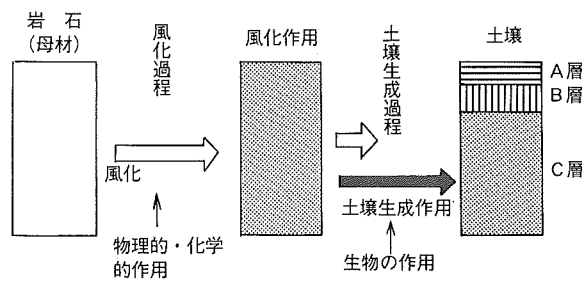 岩 石
(母材)
風化過程
風化作用
土壌生成過程
土壌
A層
B層
C層
風化
土壌生成作用
物理的・化学
的作用
生物の作用